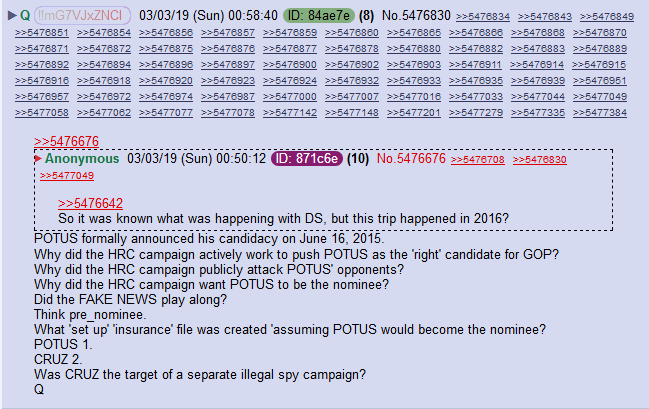 ▶Q !!mG7VJxZNCI 03/03/19 (Sun) 00:58:40 ID: 84ae7e (8) No.5476830 >>5476834 >>5476843 >>5476849
>>5476851 >>5476854 >>5476856 >>5476857 >>5476859 >>5476860 >>5476865 >>5476866 >>5476868 >>5476870
>>5476871 >>5476872 >>5476875 >>5476876 >>5476878 >>5476880 >>5476882 >>5476883 >>5476889
>>5476892 >>5476894 >>5476896 >>5476897 >>5476900 >>5476902 >>5476903 >>5476911 >>5476914 >>5476915
>>5476916 >>5476918 >>5476920 >>5476923 >>5476924 >>5476932 >>5476933 >>5476935 >>5476939 >>5476951
>>5476957 >>5476972 >>5476974 >>5476987 >>5477000 >>5477007 >>5477016 >>5477033 >>5477044 >>5477049
>>5477058 >>5477062 >>5477077 >>5477078 >>5477142 >>5477148 >>5477201 >>5477279 >>5477335 >>5477384
>>5476676
▶Anonymous 03/03/19 (Sun) 00:50:12 ID: 871c6e (10) No.5476676 >>5476708 >>5476830
>>5477049
>>5476642
So it was known what was happening with DS, but this trip happened in 2016?
POTUS formally announced his candidacy on June 16, 2015.
Why did the HRC campaign actively work to push POTUS as the 'right' candidate for GOP?
Why did the HRC campaign publicly attack POTUS' opponents?
Why did the HRC campaign want POTUS to be the nominee?
Did the FAKE NEWS play along?
Think pre_nominee.
What 'set up' 'insurance' file was created 'assuming POTUS would become the nominee?
POTUS 1.
CRUZ 2.
Was CRUZ the target of a separate illegal spy campaign?
Q